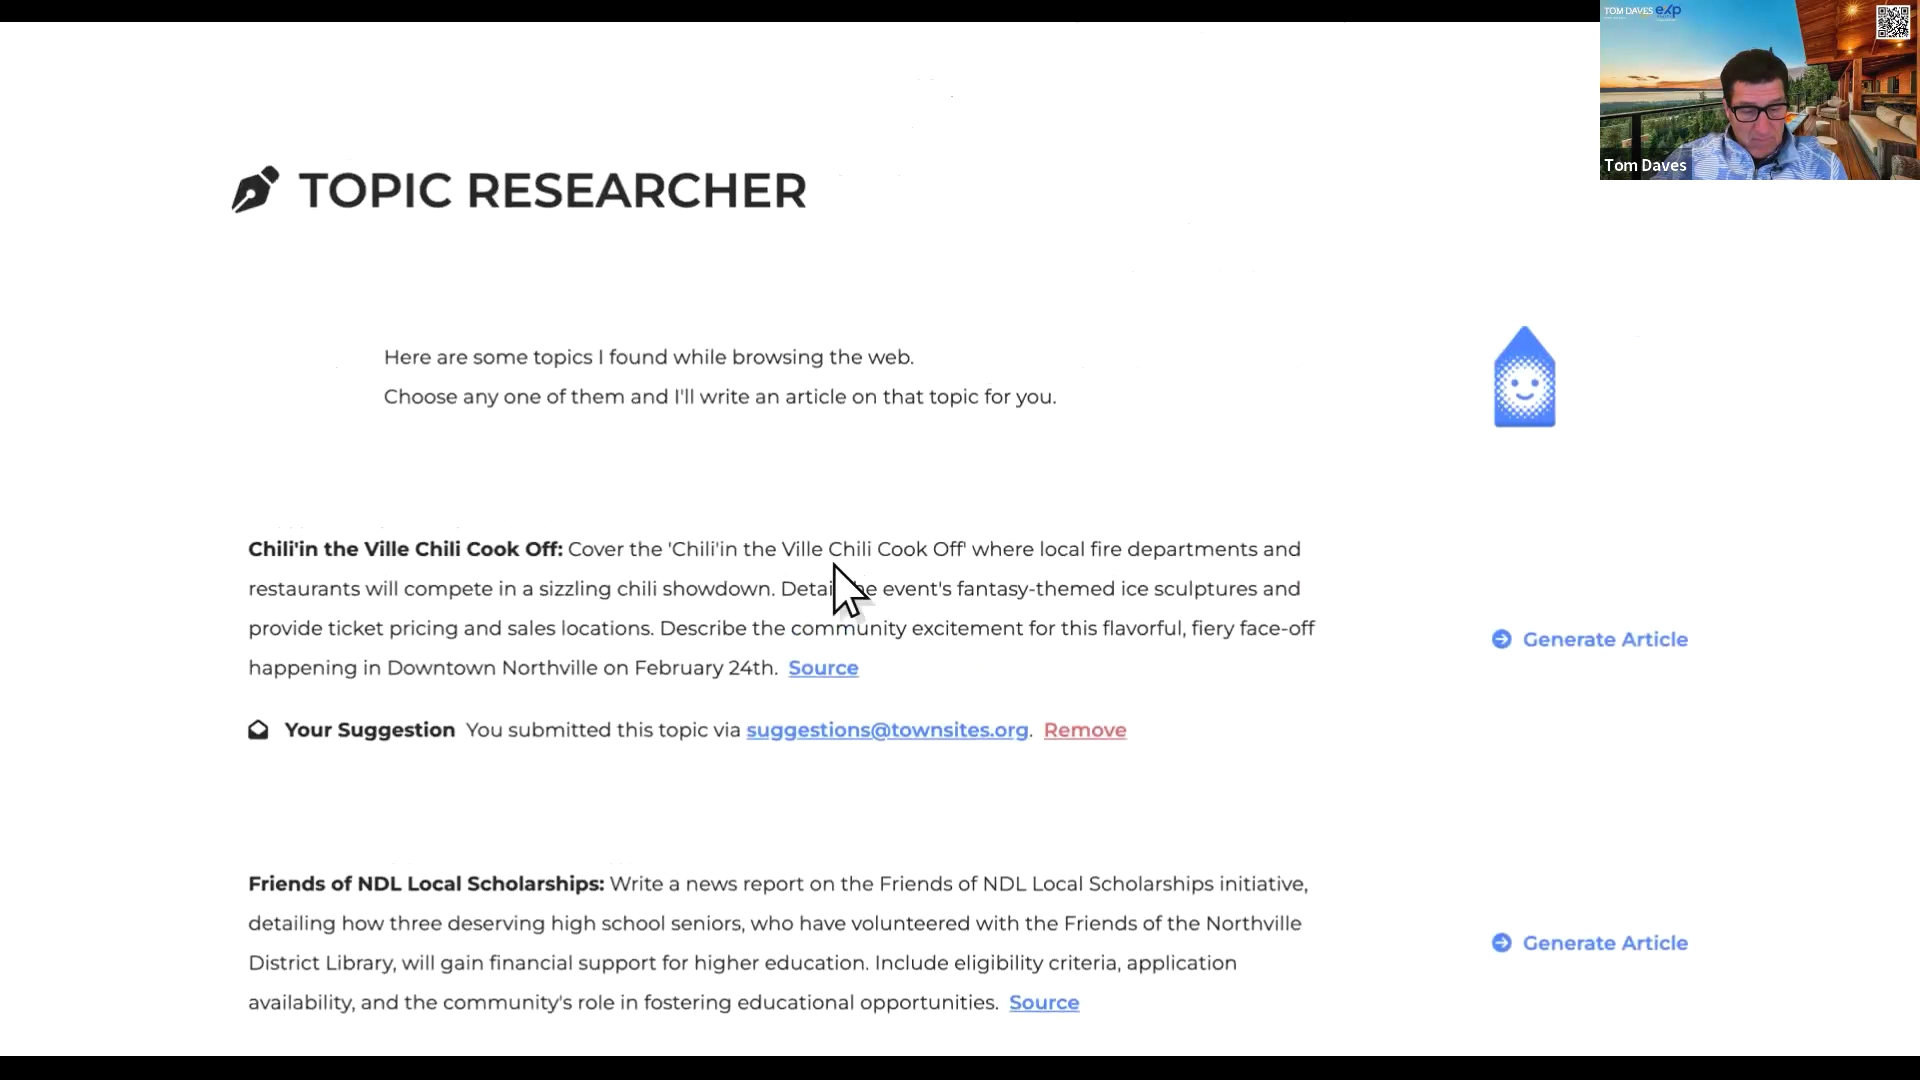 TOM DAVES exp
TOPIC RESEARCHER
Tom Daves
Here are some topics I found while browsing the web.
Choose any one of them and I'll write an article on that topic for you.
Chili'in the Ville Chili Cook Off: Cover the 'Chili'in the Ville Chili Cook Off' where local fire departments and
restaurants will compete in a sizzling chili showdown. Detai he event's fantasy-themed ice sculptures and
provide ticket pricing and sales locations. Describe the community excitement for this flavorful, fiery face-off
happening in Downtown Northville on February 24th. Source
Generate Article
Your Suggestion You submitted this topic via suggestions@townsites.org. Remove
Friends of NDL Local Scholarships: Write a news report on the Friends of NDL Local Scholarships initiative,
detailing how three deserving high school seniors, who have volunteered with the Friends of the Northville
District Library, will gain financial support for higher education. Include eligibility criteria, application
availability, and the community's role in fostering educational opportunities. Source
Generate Article